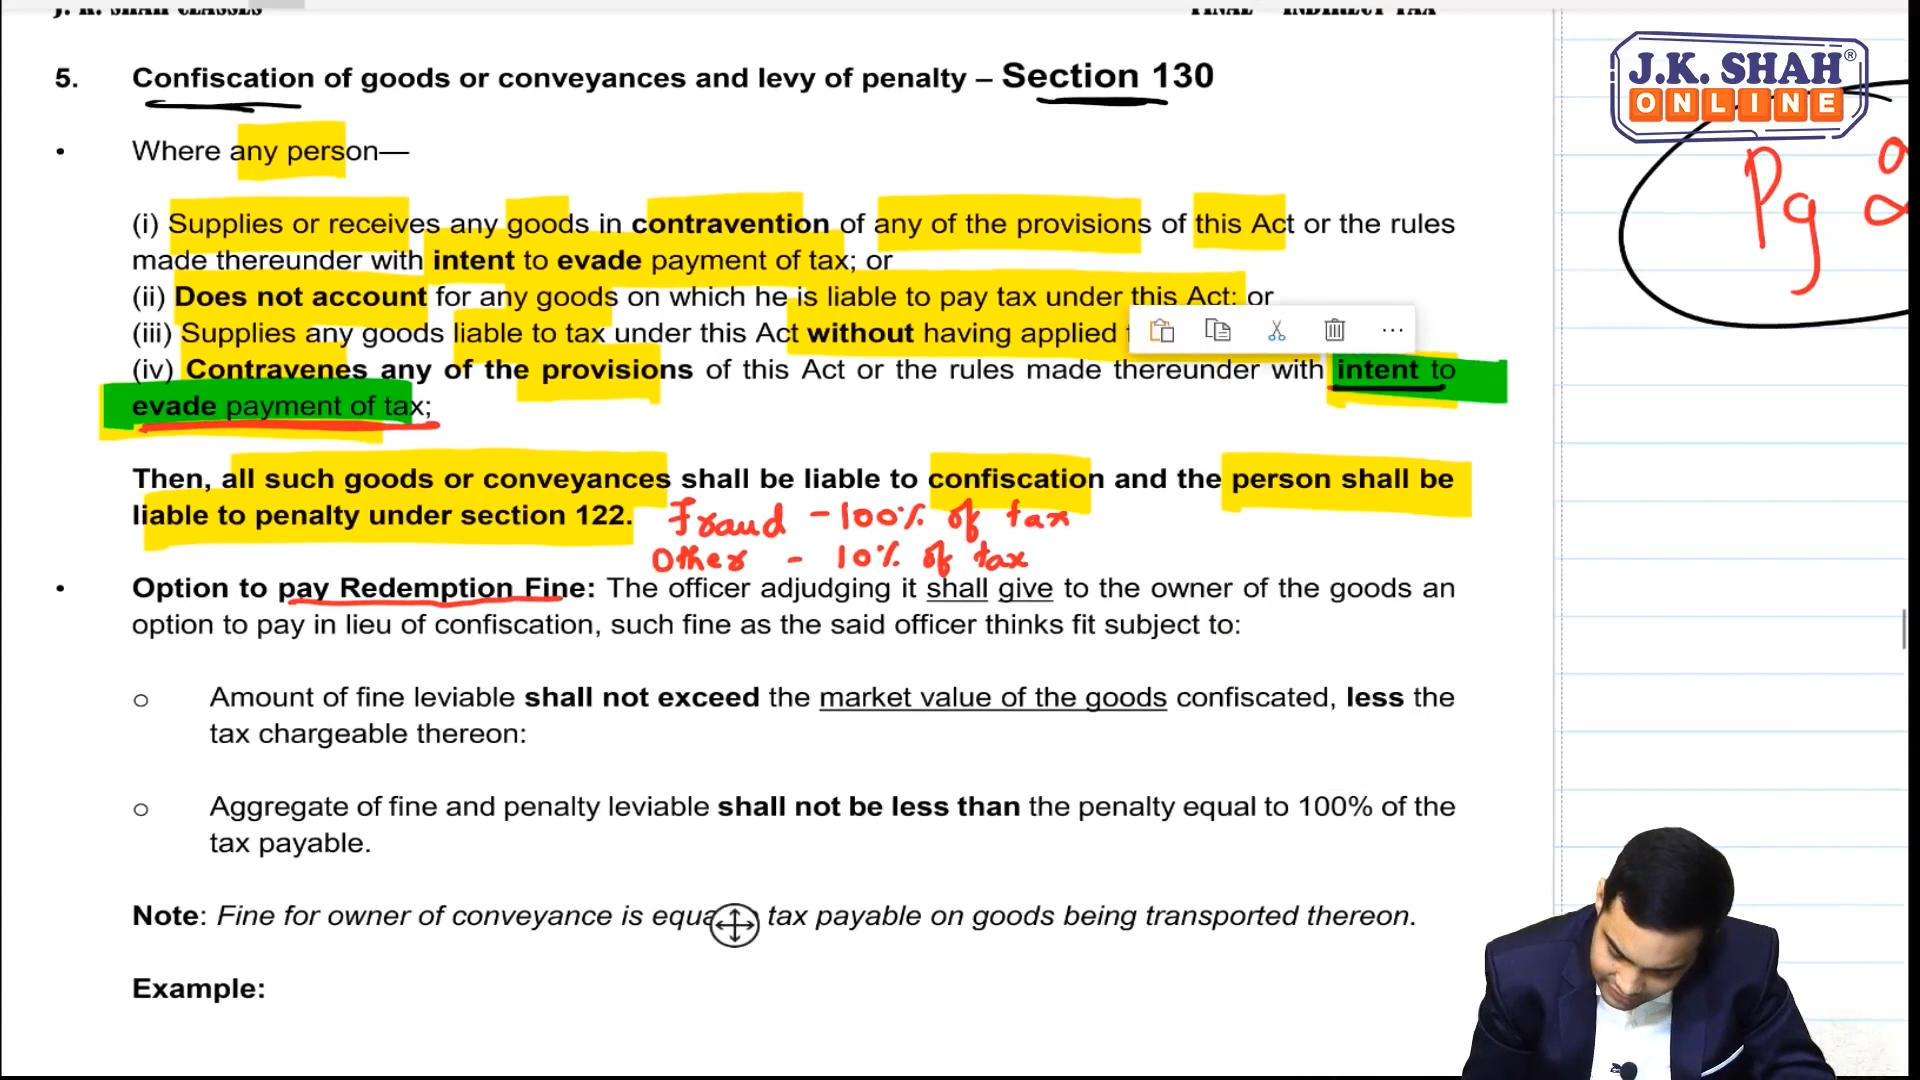 J. K. SHAH CLASSES
FINAL – INDIRECT TAX
J.K. SHAH®
ONLINE
5. Confiscation of goods or conveyances and levy of penalty – Section 130
• Where any person—
(i) Supplies or receives any goods in contravention of any of the provisions of this Act or the rules
made thereunder with intent to evade payment of tax; or
(ii) Does not account for any goods on which he is liable to pay tax under this Act; or
(iii) Supplies any goods liable to tax under this Act without having applied
(iv) Contravenes any of the provisions of this Act or the rules made thereunder with intent to
evade payment of tax;
Then, all such goods or conveyances shall be liable to confiscation and the person shall be
liable to penalty under section 122.
Fraud - 100% of tax
Other - 10% of tax
• Option to pay Redemption Fine: The officer adjudging it shall give to the owner of the goods an
option to pay in lieu of confiscation, such fine as the said officer thinks fit subject to:
o Amount of fine leviable shall not exceed the market value of the goods confiscated, less the
tax chargeable thereon:
o Aggregate of fine and penalty leviable shall not be less than the penalty equal to 100% of the
tax payable.
Note: Fine for owner of conveyance is tax payable on goods being transported thereon.
Example:
Pg